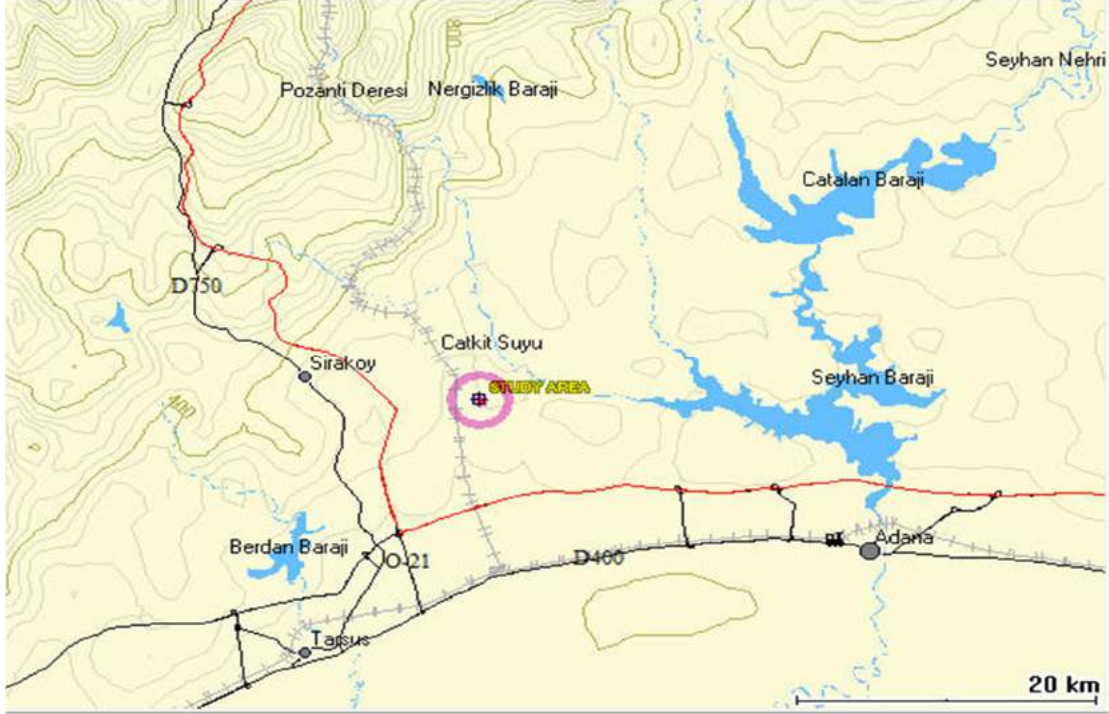 800
Seyhan Nehri
Pozanti Deresi
Nergizlik Baraji
Catalan Baraji
D750
Catkit Suyu
Sirakoy
STUDY AREA
Seyhan Baraji
400
Berdan Baraji
O-21
D400
Adana
Tarsus
20 km